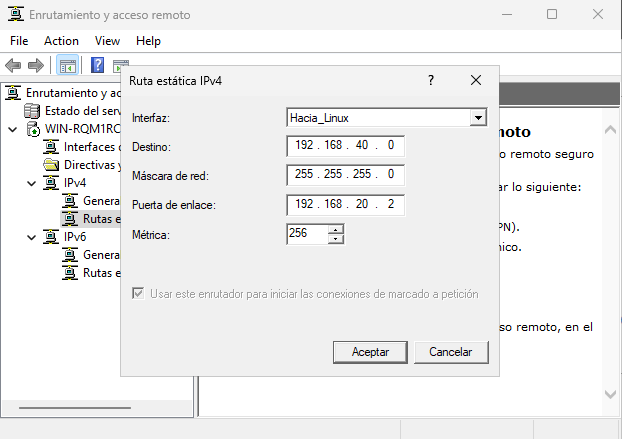 Enrutamiento y acceso remoto
File Action View Help
Enrutamiento y ac
Estado del serv
WIN-RQM1RC
Interfaces d
Directivas y
IPv4
Genera
Rutas e
IPv6
Genera
Rutas e
Ruta estática IPv4
Interfaz: Hacia_Linux
Destino: 192 . 168 . 40 . 0
Máscara de red: 255 . 255 . 255 . 0
Puerta de enlace: 192 . 168 . 20 . 2
Métrica: 256
Usar este enrutador para iniciar las conexiones de marcado a petición
Aceptar Cancelar
moto
o remoto seguro
ar lo siguiente:
PN).
nico.
so remoto, en el